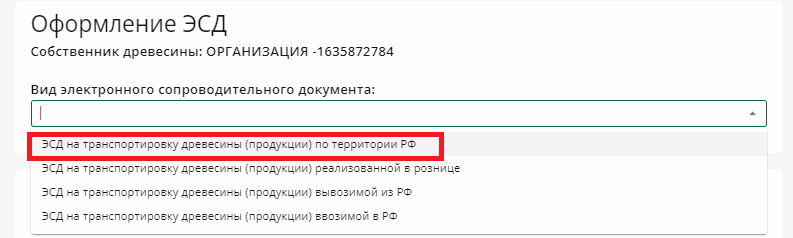 Оформление ЭСД
Собственник древесины: ОРГАНИЗАЦИЯ -1635872784
Вид электронного сопроводительного документа:
ЭСД на транспортировку древесины (продукции) по территории РФ
ЭСД на транспортировку древесины (продукции) реализованной в рознице
ЭСД на транспортировку древесины (продукции) вывозимой из РФ
ЭСД на транспортировку древесины (продукции) ввозимой в РФ